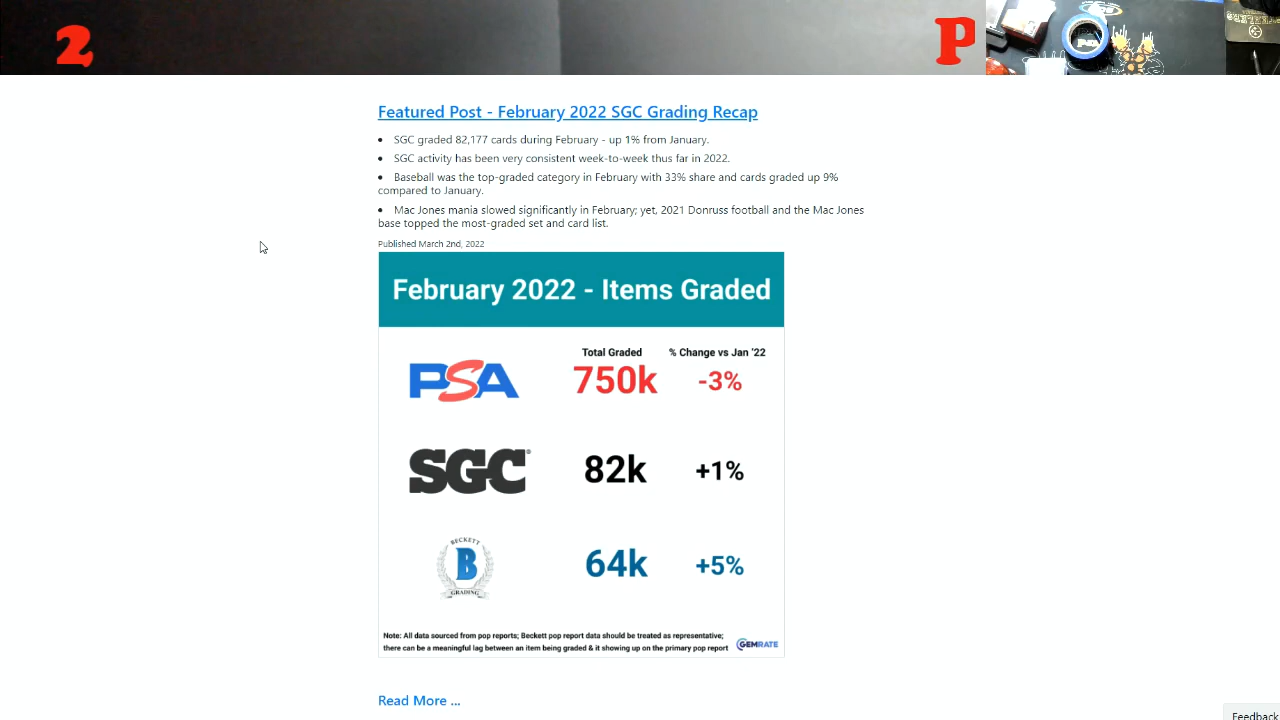 2
P
Featured Post - February 2022 SGC Grading Recap
• SGC graded 82,177 cards during February - up 1% from January.
• SGC activity has been very consistent week-to-week thus far in 2022.
• Baseball was the top-graded category in February with 33% share and cards graded up 9%
compared to January.
• Mac Jones mania slowed significantly in February; yet, 2021 Donruss football and the Mac Jones
base topped the most-graded set and card list.
Published March 2nd, 2022
February 2022 - Items Graded
Total Graded % Change vs Jan '22
PSA 750k -3%
SGC® 82k +1%
BECKETT
B
GRADING
64k +5%
Note: All data sourced from pop reports; Beckett pop report data should be treated as representative;
there can be a meaningful lag between an item being graded & it showing up on the primary pop report
GEMRATE
Read More ...
Feedback